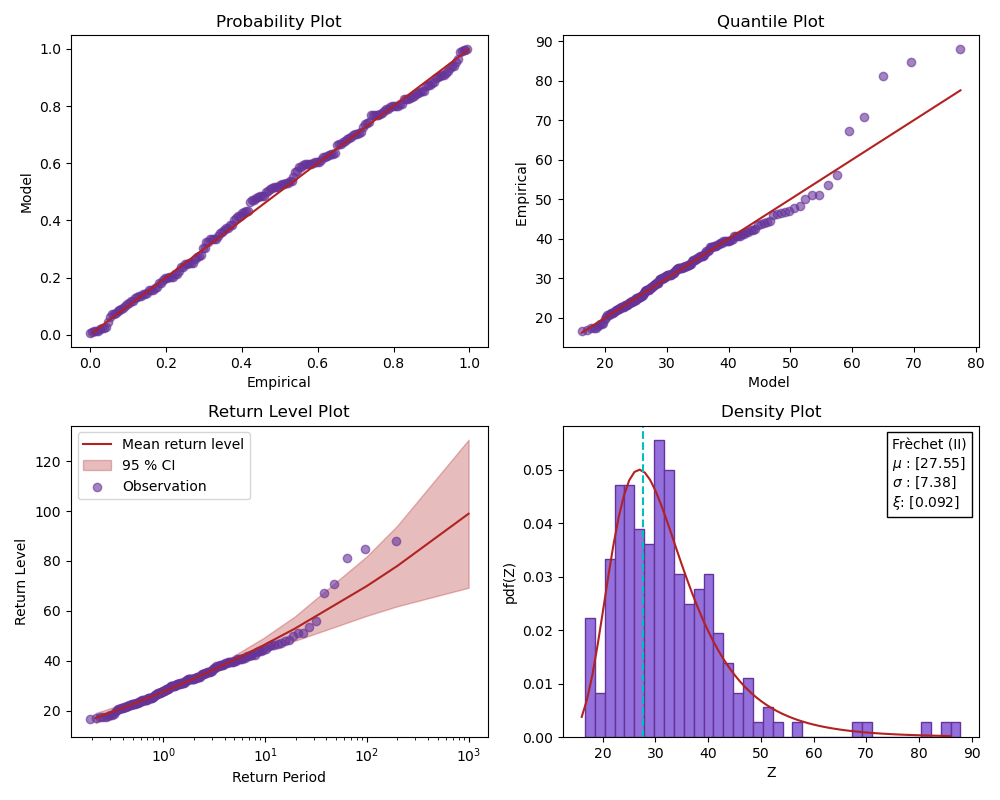 Probability Plot
1.0
0.8
0.6
0.4
0.2
0.0
Model
0.0 0.2 0.4 0.6 0.8 1.0
Empirical
Quantile Plot
90
80
70
60
50
40
30
20
Empirical
20 30 40 50 60 70 80
Model
Return Level Plot
Mean return level
95 % CI
Observation
120
100
80
60
40
20
Return Level
10⁰ 10¹ 10² 10³
Return Period
Density Plot
Frèchet (II)
μ : [27.55]
σ : [7.38]
ξ: [0.092]
0.05
0.04
0.03
0.02
0.01
0.00
pdf(Z)
20 30 40 50 60 70 80 90
Z